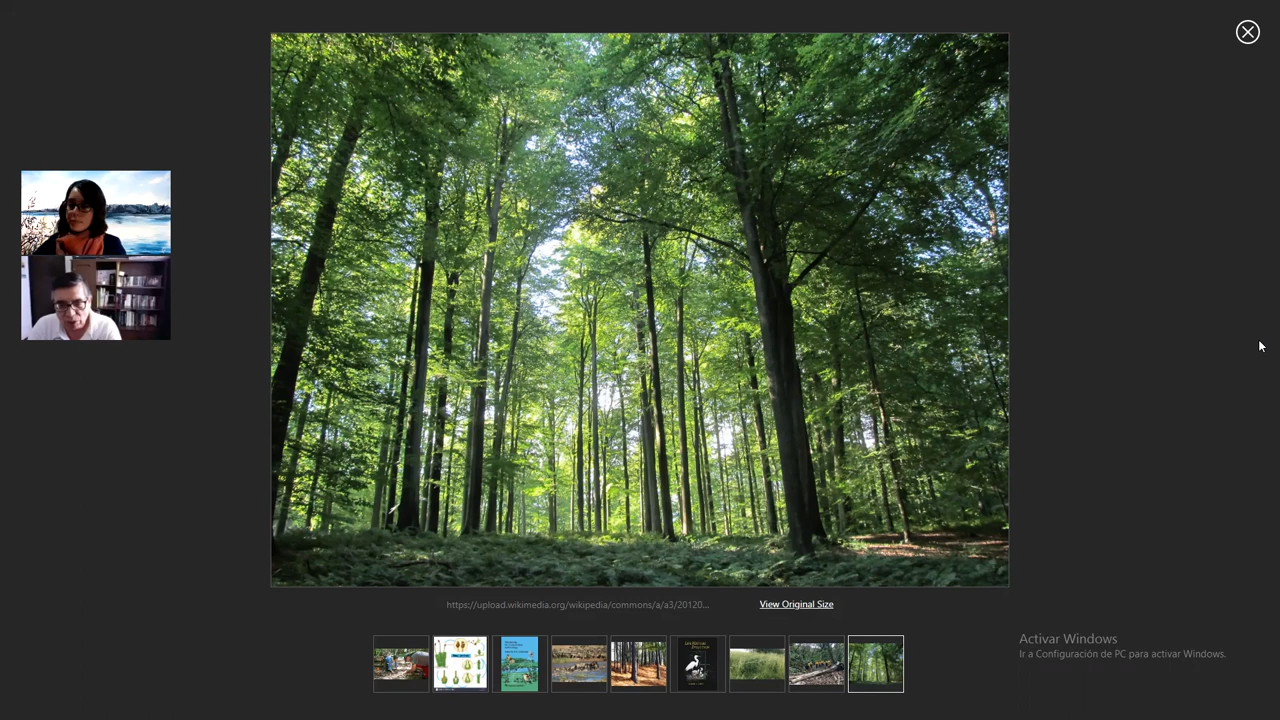 https://upload.wikimedia.org/wikipedia/commons/a/a3/20120...
View Original Size
Activar Windows
Ir a Configuración de PC para activar Windows.